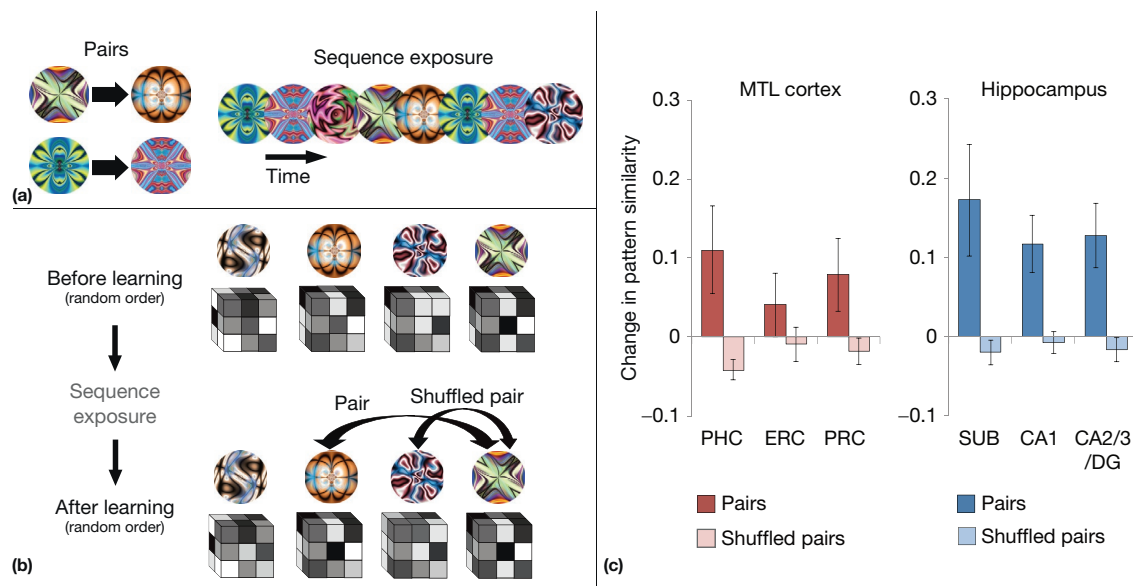 Pairs
Sequence exposure
Time
(a)
Before learning
(random order)
Sequence
exposure
After learning
(random order)
Pair
Shuffled pair
(b)
MTL cortex
Hippocampus
Change in pattern similarity
0.3
0.2
0.1
0
−0.1
PHC
ERC
PRC
0.3
0.2
0.1
0
−0.1
SUB
CA1
CA2/3
/DG
Pairs
Shuffled pairs
Pairs
Shuffled pairs
(c)